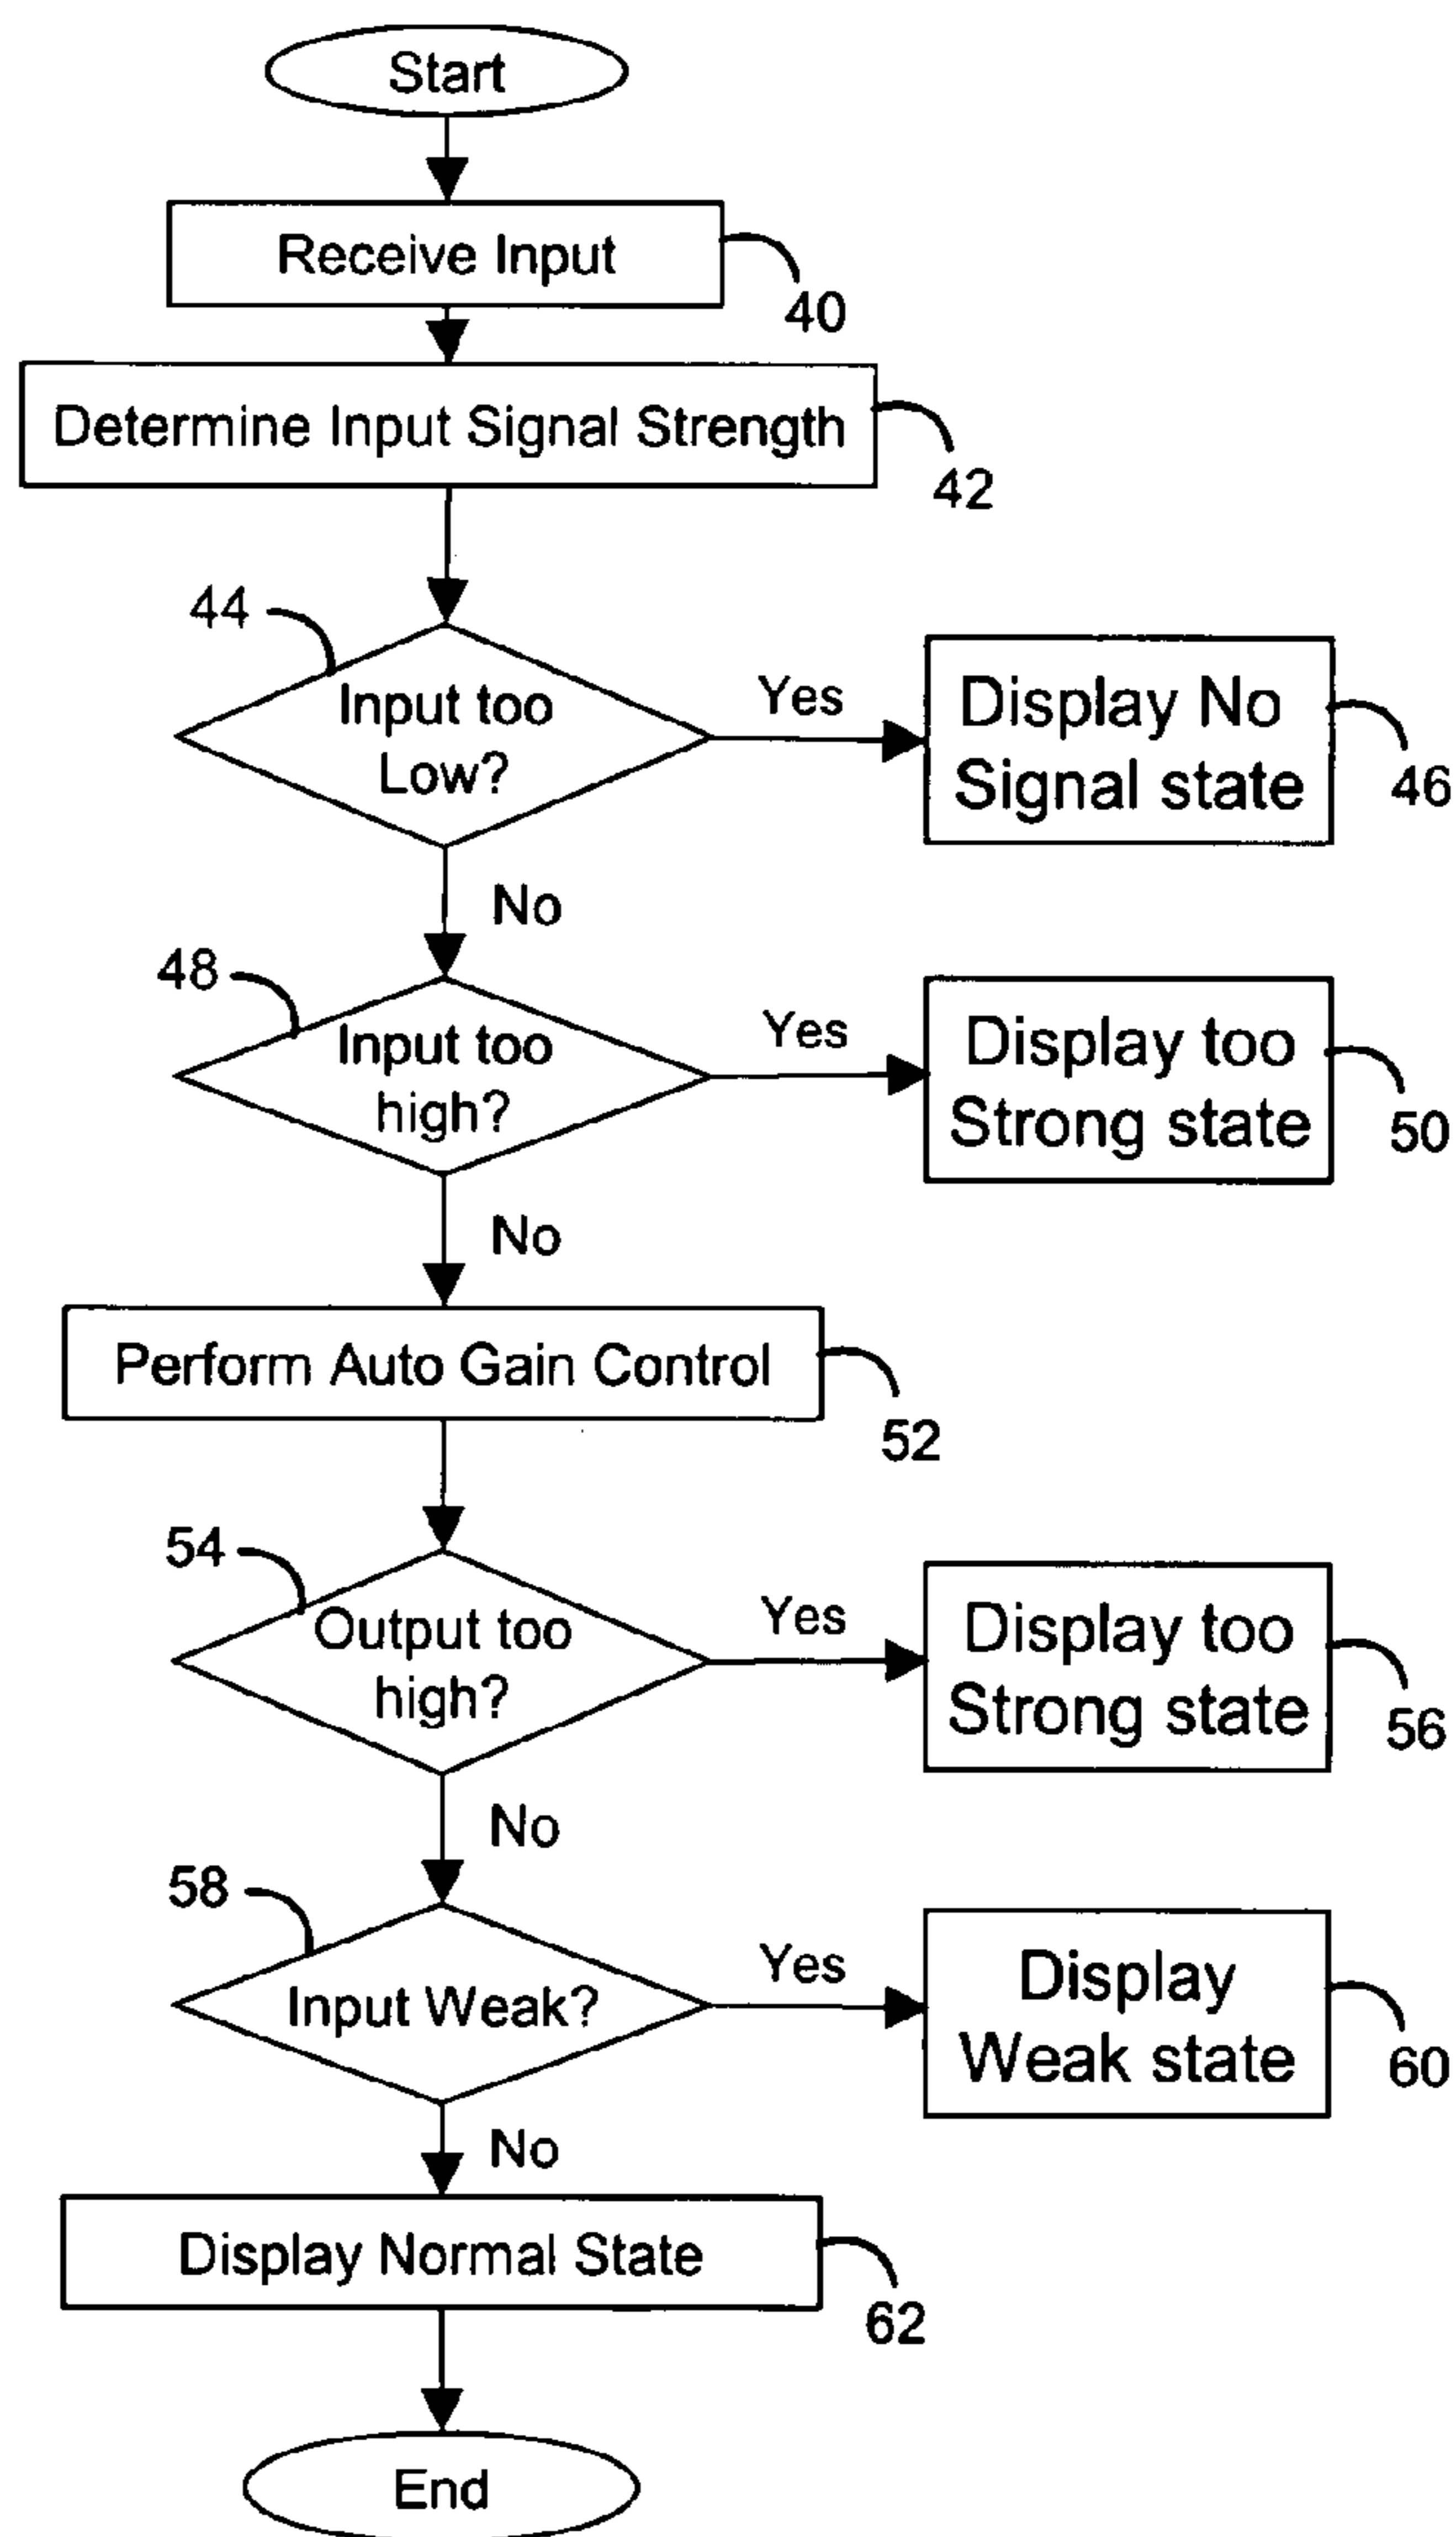 Start
Receive Input
40
Determine Input Signal Strength
42
44
Input too
Low?
Yes
Display No
Signal state
46
No
48
Input too
high?
Yes
Display too
Strong state
50
No
Perform Auto Gain Control
52
54
Output too
high?
Yes
Display too
Strong state
56
No
58
Input Weak?
Yes
Display
Weak state
60
No
Display Normal State
62
End